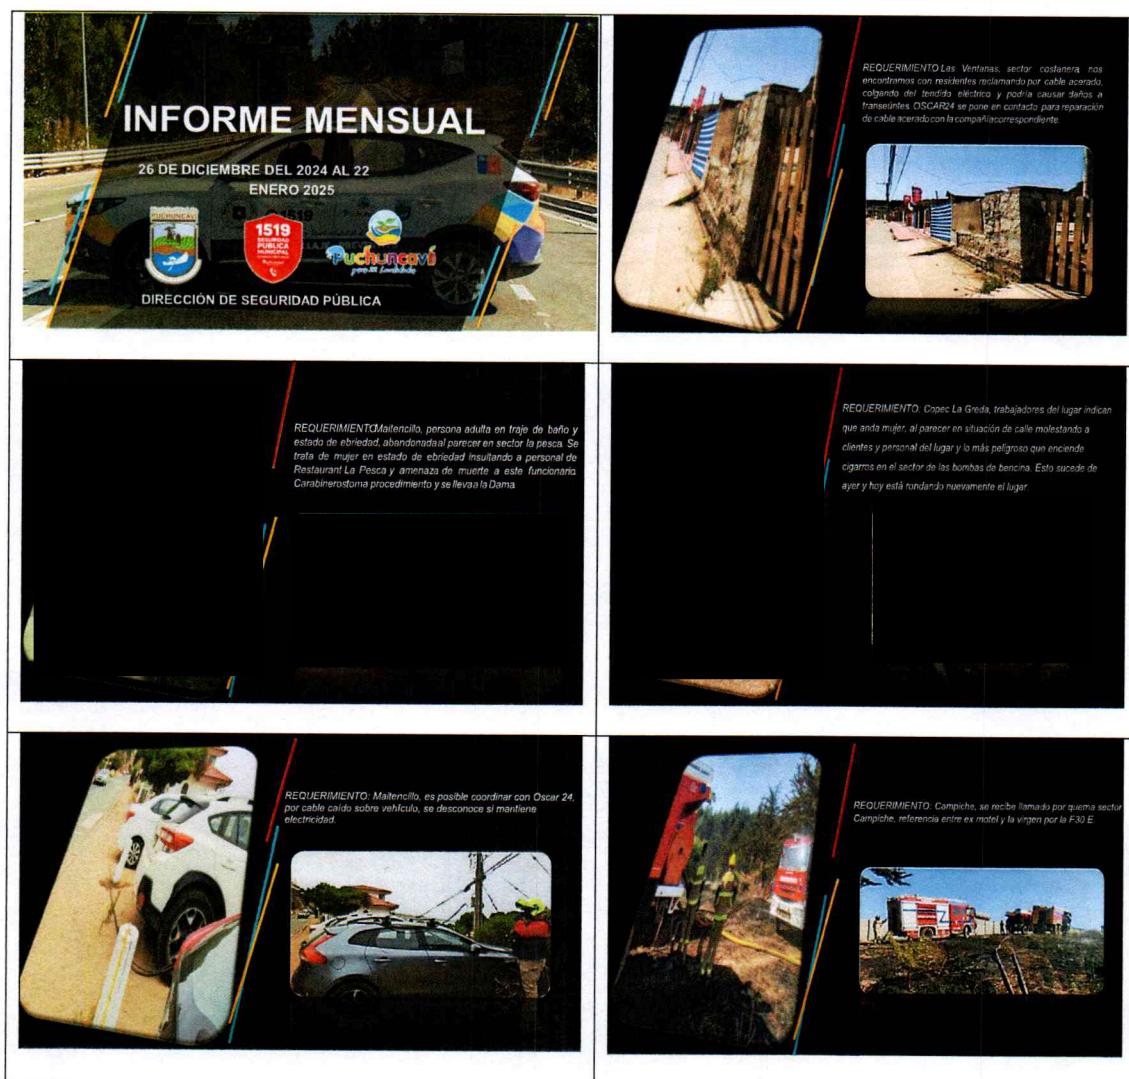 INFORME MENSUAL
26 DE DICIEMBRE DEL 2024 AL 22
ENERO 2025
PUCHUNCAVÍ
1519
SEGURIDAD
PÚBLICA
MUNICIPAL
Puchuncaví
DIRECCIÓN DE SEGURIDAD PÚBLICA
REQUERIMIENTO Las Ventanas, sector costanera, nos
encontramos con residentes reclamando por cable acerado,
colgando del tendido eléctrico y podría causar daños a
transeúntes. OSCAR24 se pone en contacto para reparación
de cable acerado con la compañíacorrespondiente.
REQUERIMIENTOMaitencillo, persona adulta en traje de baño y
estado de ebriedad, abandonadaal parecer en sector la pesca. Se
trata de mujer en estado de ebriedad insultando a personal de
Restaurant La Pesca y amenaza de muerte a este funcionario.
Carabinerostoma procedimiento y se llevaa la Dama.
REQUERIMIENTO: Copec La Greda, trabajadores del lugar indican
que anda mujer, al parecer en situación de calle molestando a
clientes y personal del lugar y lo más peligroso que enciende
cigarros en el sector de las bombas de bencina. Esto sucede de
ayer y hoy está rondando nuevamente el lugar.
REQUERIMIENTO: Maitencillo, es posible coordinar con Oscar 24,
por cable caído sobre vehículo, se desconoce si mantiene
electricidad.
REQUERIMIENTO: Campiche, se recibe llamado por quema sector
Campiche, referencia entre ex motel y la virgen por la F30 E.